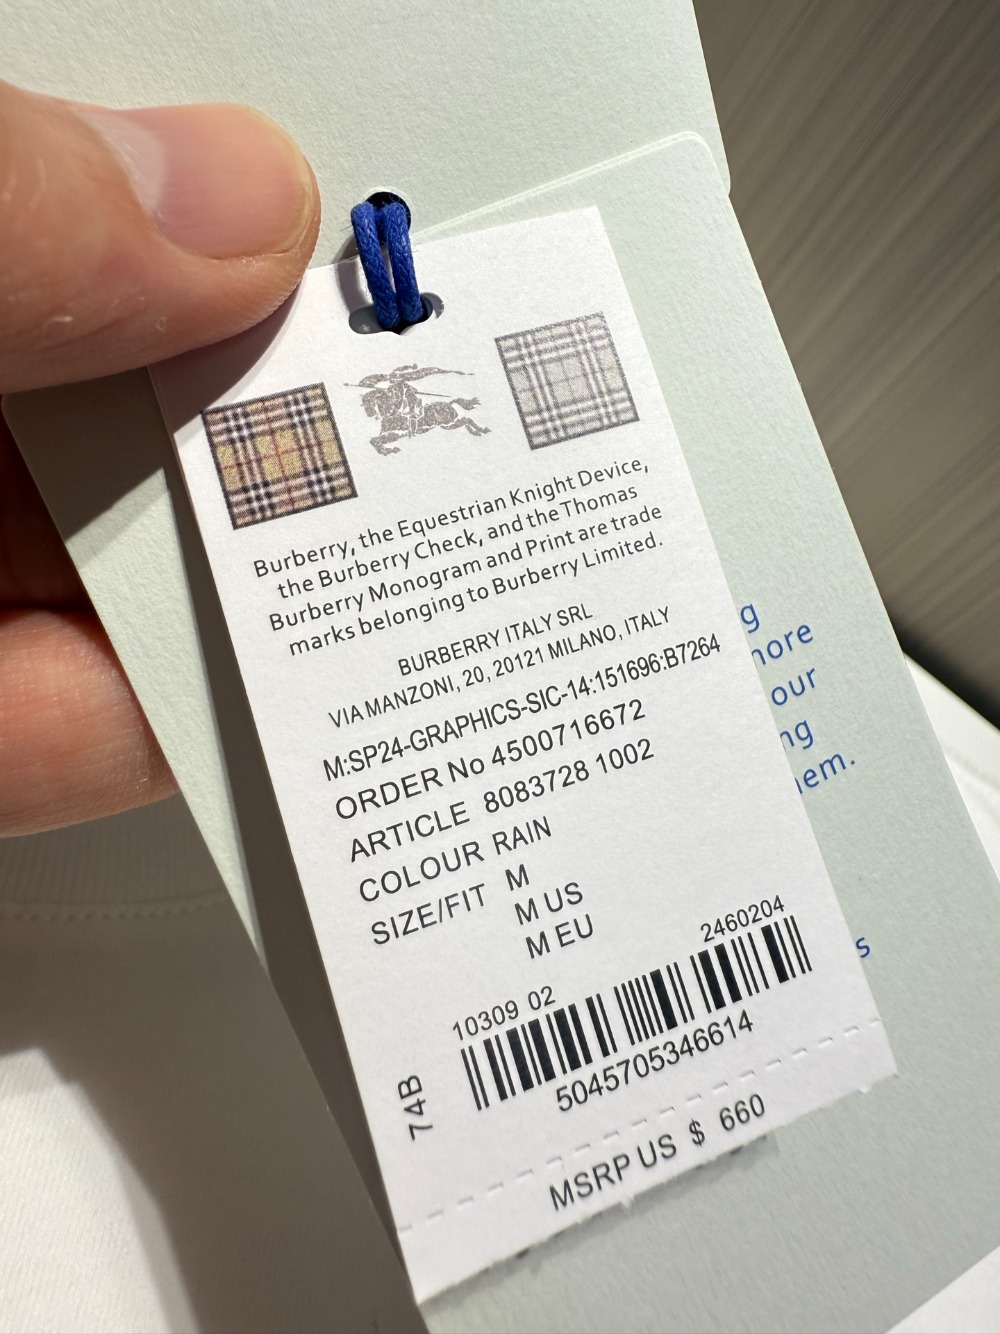 Burberry, the Equestrian Knight Device,
the Burberry Check, and the Thomas
Burberry Monogram and Print are trade
marks belonging to Burberry Limited.
BURBERRY ITALY SRL
VIA MANZONI, 20, 20121 MILANO, ITALY
M:SP24-GRAPHICS-SIC-14:151696:B7264
ORDER No 4500716672
ARTICLE 8083728 1002
COLOUR RAIN
SIZE/FIT M
M US
M EU
10309 02 2460204
5045705346614
74B
MSRP US $ 660
our